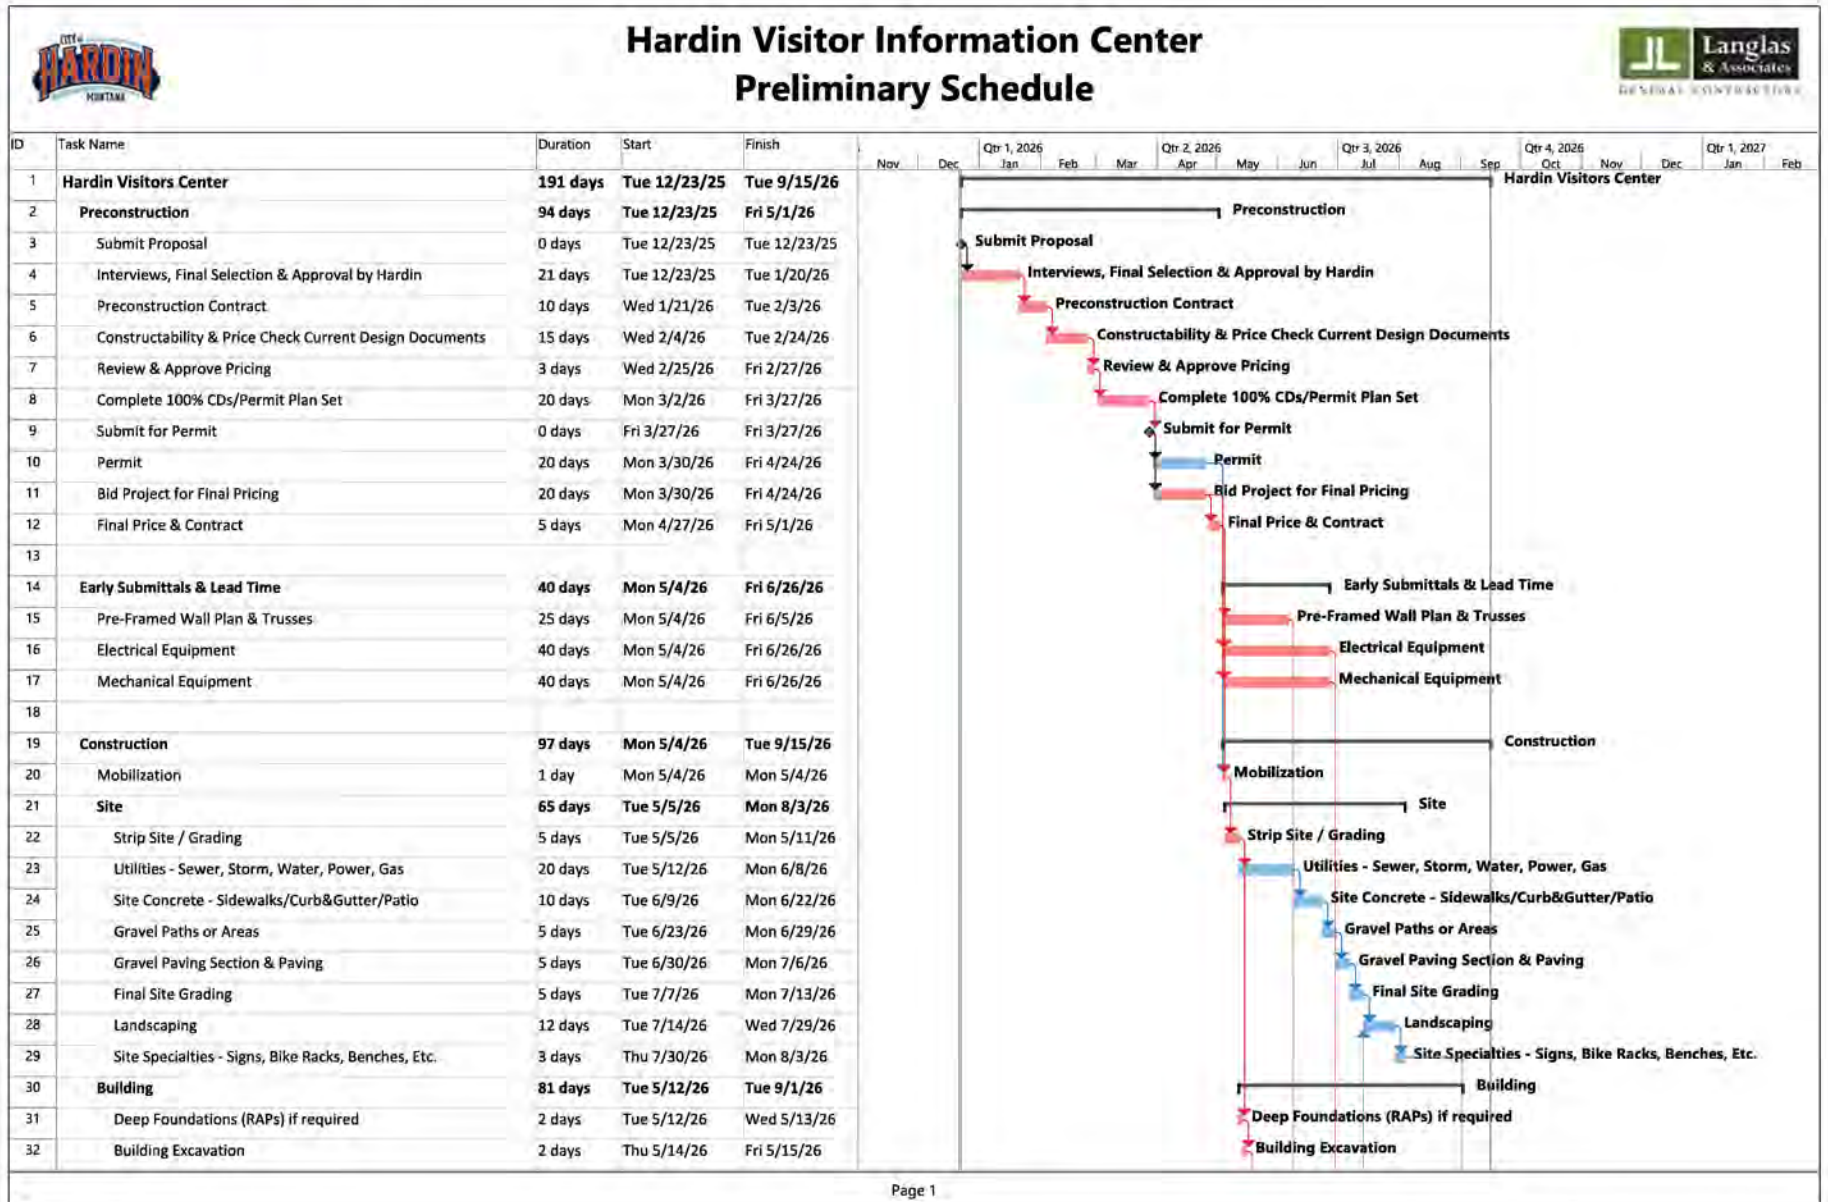 CITY of
HARDIN
MONTANA
Hardin Visitor Information Center
Preliminary Schedule
JL Langlas
& Associates
GENERAL CONTRACTORS
ID Task Name Duration Start Finish
Qtr 1, 2026 Qtr 2, 2026 Qtr 3, 2026 Qtr 4, 2026 Qtr 1, 2027
Nov Dec Jan Feb Mar Apr May Jun Jul Aug Sep Oct Nov Dec Jan Feb
1 Hardin Visitors Center 191 days Tue 12/23/25 Tue 9/15/26 Hardin Visitors Center
2 Preconstruction 94 days Tue 12/23/25 Fri 5/1/26 Preconstruction
3 Submit Proposal 0 days Tue 12/23/25 Tue 12/23/25 Submit Proposal
4 Interviews, Final Selection & Approval by Hardin 21 days Tue 12/23/25 Tue 1/20/26 Interviews, Final Selection & Approval by Hardin
5 Preconstruction Contract 10 days Wed 1/21/26 Tue 2/3/26 Preconstruction Contract
6 Constructability & Price Check Current Design Documents 15 days Wed 2/4/26 Tue 2/24/26 Constructability & Price Check Current Design Documents
7 Review & Approve Pricing 3 days Wed 2/25/26 Fri 2/27/26 Review & Approve Pricing
8 Complete 100% CDs/Permit Plan Set 20 days Mon 3/2/26 Fri 3/27/26 Complete 100% CDs/Permit Plan Set
9 Submit for Permit 0 days Fri 3/27/26 Fri 3/27/26 Submit for Permit
10 Permit 20 days Mon 3/30/26 Fri 4/24/26 Permit
11 Bid Project for Final Pricing 20 days Mon 3/30/26 Fri 4/24/26 Bid Project for Final Pricing
12 Final Price & Contract 5 days Mon 4/27/26 Fri 5/1/26 Final Price & Contract
13
14 Early Submittals & Lead Time 40 days Mon 5/4/26 Fri 6/26/26 Early Submittals & Lead Time
15 Pre-Framed Wall Plan & Trusses 25 days Mon 5/4/26 Fri 6/5/26 Pre-Framed Wall Plan & Trusses
16 Electrical Equipment 40 days Mon 5/4/26 Fri 6/26/26 Electrical Equipment
17 Mechanical Equipment 40 days Mon 5/4/26 Fri 6/26/26 Mechanical Equipment
18
19 Construction 97 days Mon 5/4/26 Tue 9/15/26 Construction
20 Mobilization 1 day Mon 5/4/26 Mon 5/4/26 Mobilization
21 Site 65 days Tue 5/5/26 Mon 8/3/26 Site
22 Strip Site / Grading 5 days Tue 5/5/26 Mon 5/11/26 Strip Site / Grading
23 Utilities - Sewer, Storm, Water, Power, Gas 20 days Tue 5/12/26 Mon 6/8/26 Utilities - Sewer, Storm, Water, Power, Gas
24 Site Concrete - Sidewalks/Curb&Gutter/Patio 10 days Tue 6/9/26 Mon 6/22/26 Site Concrete - Sidewalks/Curb&Gutter/Patio
25 Gravel Paths or Areas 5 days Tue 6/23/26 Mon 6/29/26 Gravel Paths or Areas
26 Gravel Paving Section & Paving 5 days Tue 6/30/26 Mon 7/6/26 Gravel Paving Section & Paving
27 Final Site Grading 5 days Tue 7/7/26 Mon 7/13/26 Final Site Grading
28 Landscaping 12 days Tue 7/14/26 Wed 7/29/26 Landscaping
29 Site Specialties - Signs, Bike Racks, Benches, Etc. 3 days Thu 7/30/26 Mon 8/3/26 Site Specialties - Signs, Bike Racks, Benches, Etc.
30 Building 81 days Tue 5/12/26 Tue 9/1/26 Building
31 Deep Foundations (RAPs) if required 2 days Tue 5/12/26 Wed 5/13/26 Deep Foundations (RAPs) if required
32 Building Excavation 2 days Thu 5/14/26 Fri 5/15/26 Building Excavation
Page 1